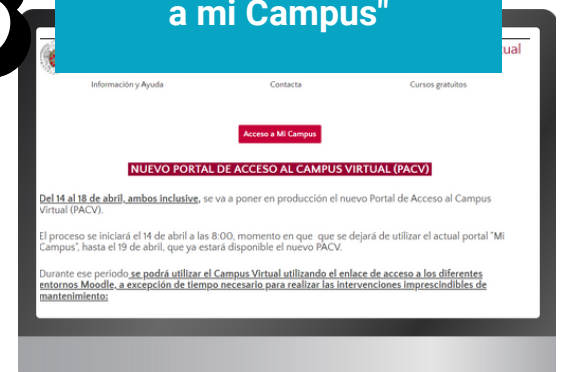 a mi Campus"
ual
Información y Ayuda Contacta Cursos gratuitos
Acceso a Mi Campus
NUEVO PORTAL DE ACCESO AL CAMPUS VIRTUAL (PACV)
Del 14 al 18 de abril, ambos inclusive, se va a poner en producción el nuevo Portal de Acceso al Campus
Virtual (PACV).
El proceso se iniciará el 14 de abril a las 8:00, momento en que que se dejará de utilizar el actual portal "Mi
Campus", hasta el 19 de abril, que ya estará disponible el nuevo PACV.
Durante ese periodo se podrá utilizar el Campus Virtual utilizando el enlace de acceso a los diferentes
entornos Moodle, a excepción de tiempo necesario para realizar las intervenciones imprescindibles de
mantenimiento: